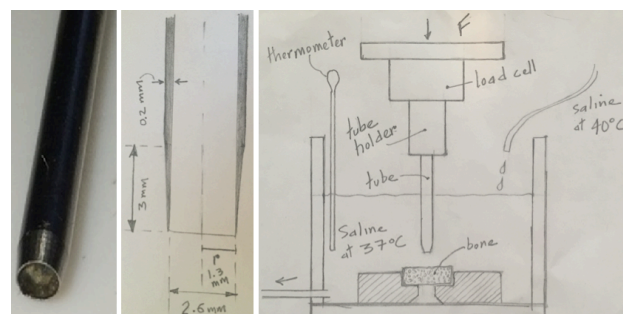 0.2 mm
3 mm
r
1.3
mm
2.6 mm
thermometer
F
load cell
tube
holder
tube
saline
at 40°C
Saline
at 37°C
bone